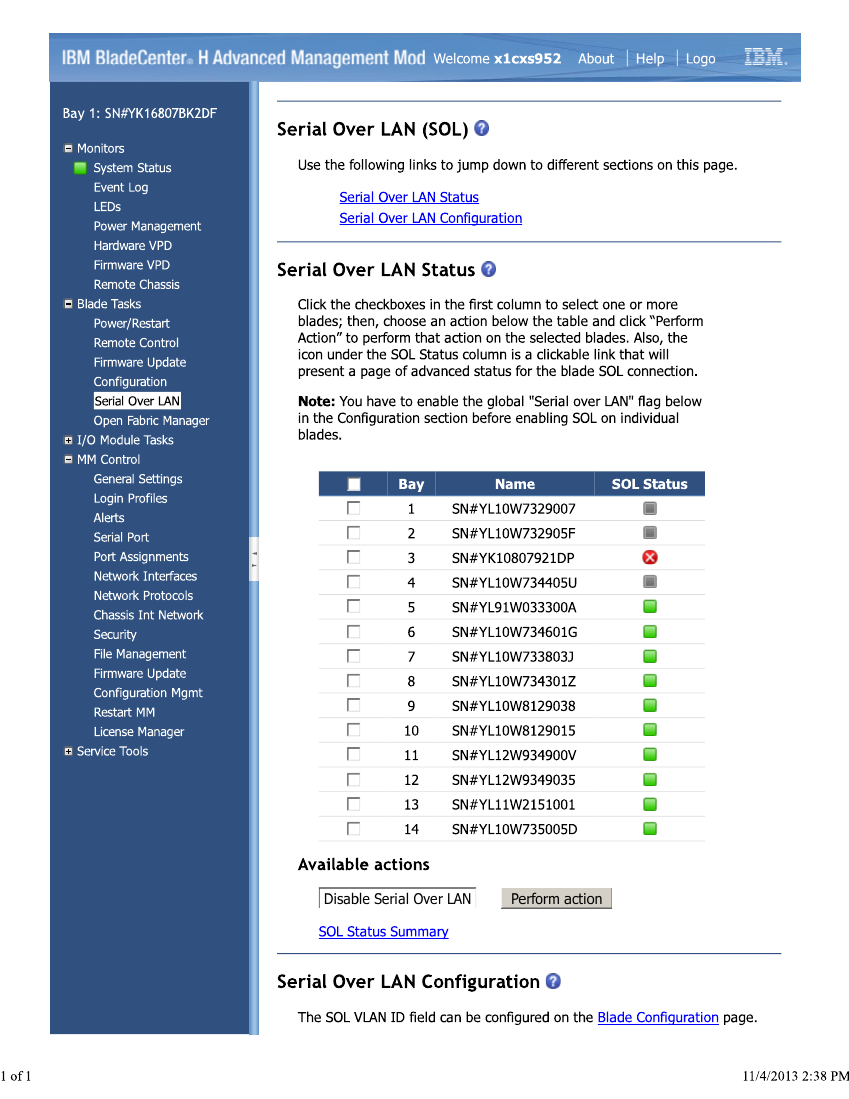 IBM BladeCenter® H Advanced Management Mod Welcome x1cxs952 About Help Logo IBM.
Bay 1: SN#YK16807BK2DF
Monitors
System Status
Event Log
LEDs
Power Management
Hardware VPD
Firmware VPD
Remote Chassis
Blade Tasks
Power/Restart
Remote Control
Firmware Update
Configuration
Serial Over LAN
Open Fabric Manager
I/O Module Tasks
MM Control
General Settings
Login Profiles
Alerts
Serial Port
Port Assignments
Network Interfaces
Network Protocols
Chassis Int Network
Security
File Management
Firmware Update
Configuration Mgmt
Restart MM
License Manager
Service Tools
Serial Over LAN (SOL) ?
Use the following links to jump down to different sections on this page.
Serial Over LAN Status
Serial Over LAN Configuration
Serial Over LAN Status ?
Click the checkboxes in the first column to select one or more
blades; then, choose an action below the table and click “Perform
Action” to perform that action on the selected blades. Also, the
icon under the SOL Status column is a clickable link that will
present a page of advanced status for the blade SOL connection.
Note: You have to enable the global "Serial over LAN" flag below
in the Configuration section before enabling SOL on individual
blades.
Bay Name SOL Status
1 SN#YL10W7329007
2 SN#YL10W732905F
3 SN#YK10807921DP
4 SN#YL10W734405U
5 SN#YL91W033300A
6 SN#YL10W734601G
7 SN#YL10W733803J
8 SN#YL10W734301Z
9 SN#YL10W8129038
10 SN#YL10W8129015
11 SN#YL12W934900V
12 SN#YL12W9349035
13 SN#YL11W2151001
14 SN#YL10W735005D
Available actions
Disable Serial Over LAN Perform action
SOL Status Summary
Serial Over LAN Configuration ?
The SOL VLAN ID field can be configured on the Blade Configuration page.
1 of 1 11/4/2013 2:38 PM